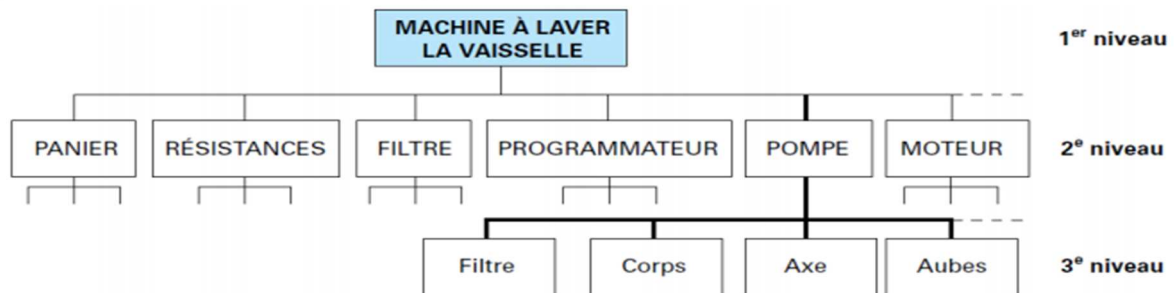 MACHINE À LAVER
LA VAISSELLE
1er niveau
PANIER
RÉSISTANCES
FILTRE
PROGRAMMATEUR
POMPE
MOTEUR
2e niveau
Filtre
Corps
Axe
Aubes
3e niveau